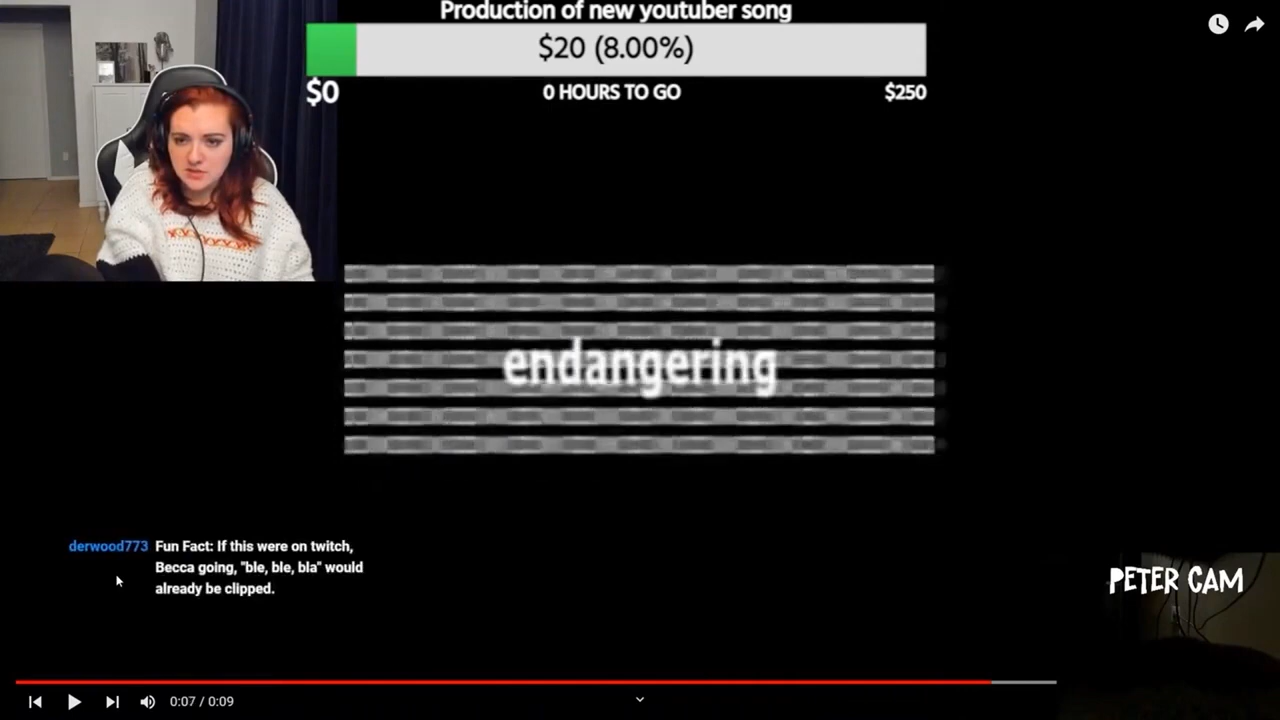 Production of new youtuber song
$20 (8.00%)
$0
0 HOURS TO GO
$250
endangering
derwood773 Fun Fact: If this were on twitch,
Becca going, "ble, ble, bla" would
already be clipped.
PETER CAM
0:07 / 0:09